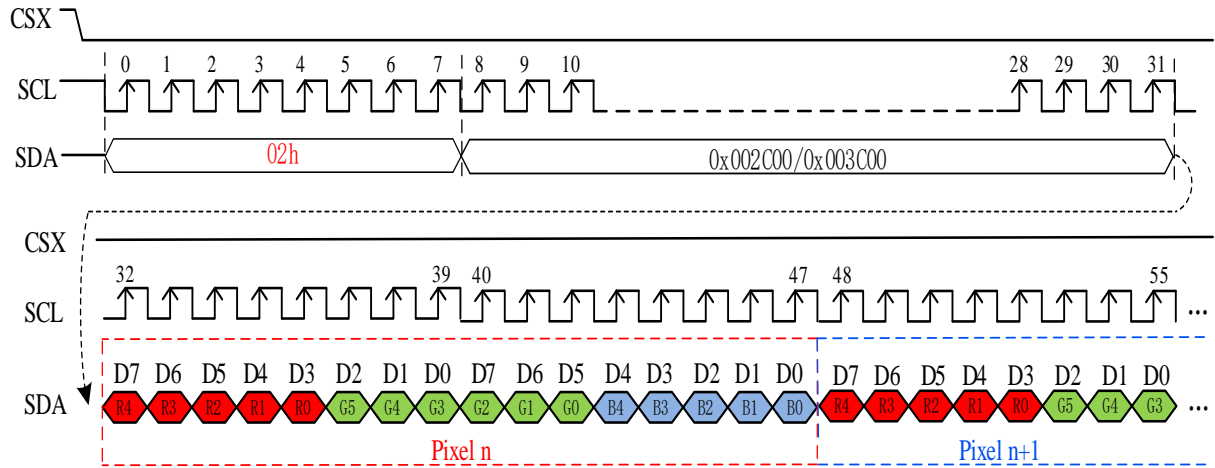 CSX
0 1 2 3 4 5 6 7 8 9 10 28 29 30 31
SCL
SDA 02h 0x002C00/0x003C00
CSX
32 39 40 47 48 55
SCL ...
D7 D6 D5 D4 D3 D2 D1 D0 D7 D6 D5 D4 D3 D2 D1 D0 D7 D6 D5 D4 D3 D2 D1 D0
SDA R4 R3 R2 R1 R0 G5 G4 G3 G2 G1 G0 B4 B3 B2 B1 B0 R4 R3 R2 R1 R0 G5 G4 G3 ...
Pixel n Pixel n+1